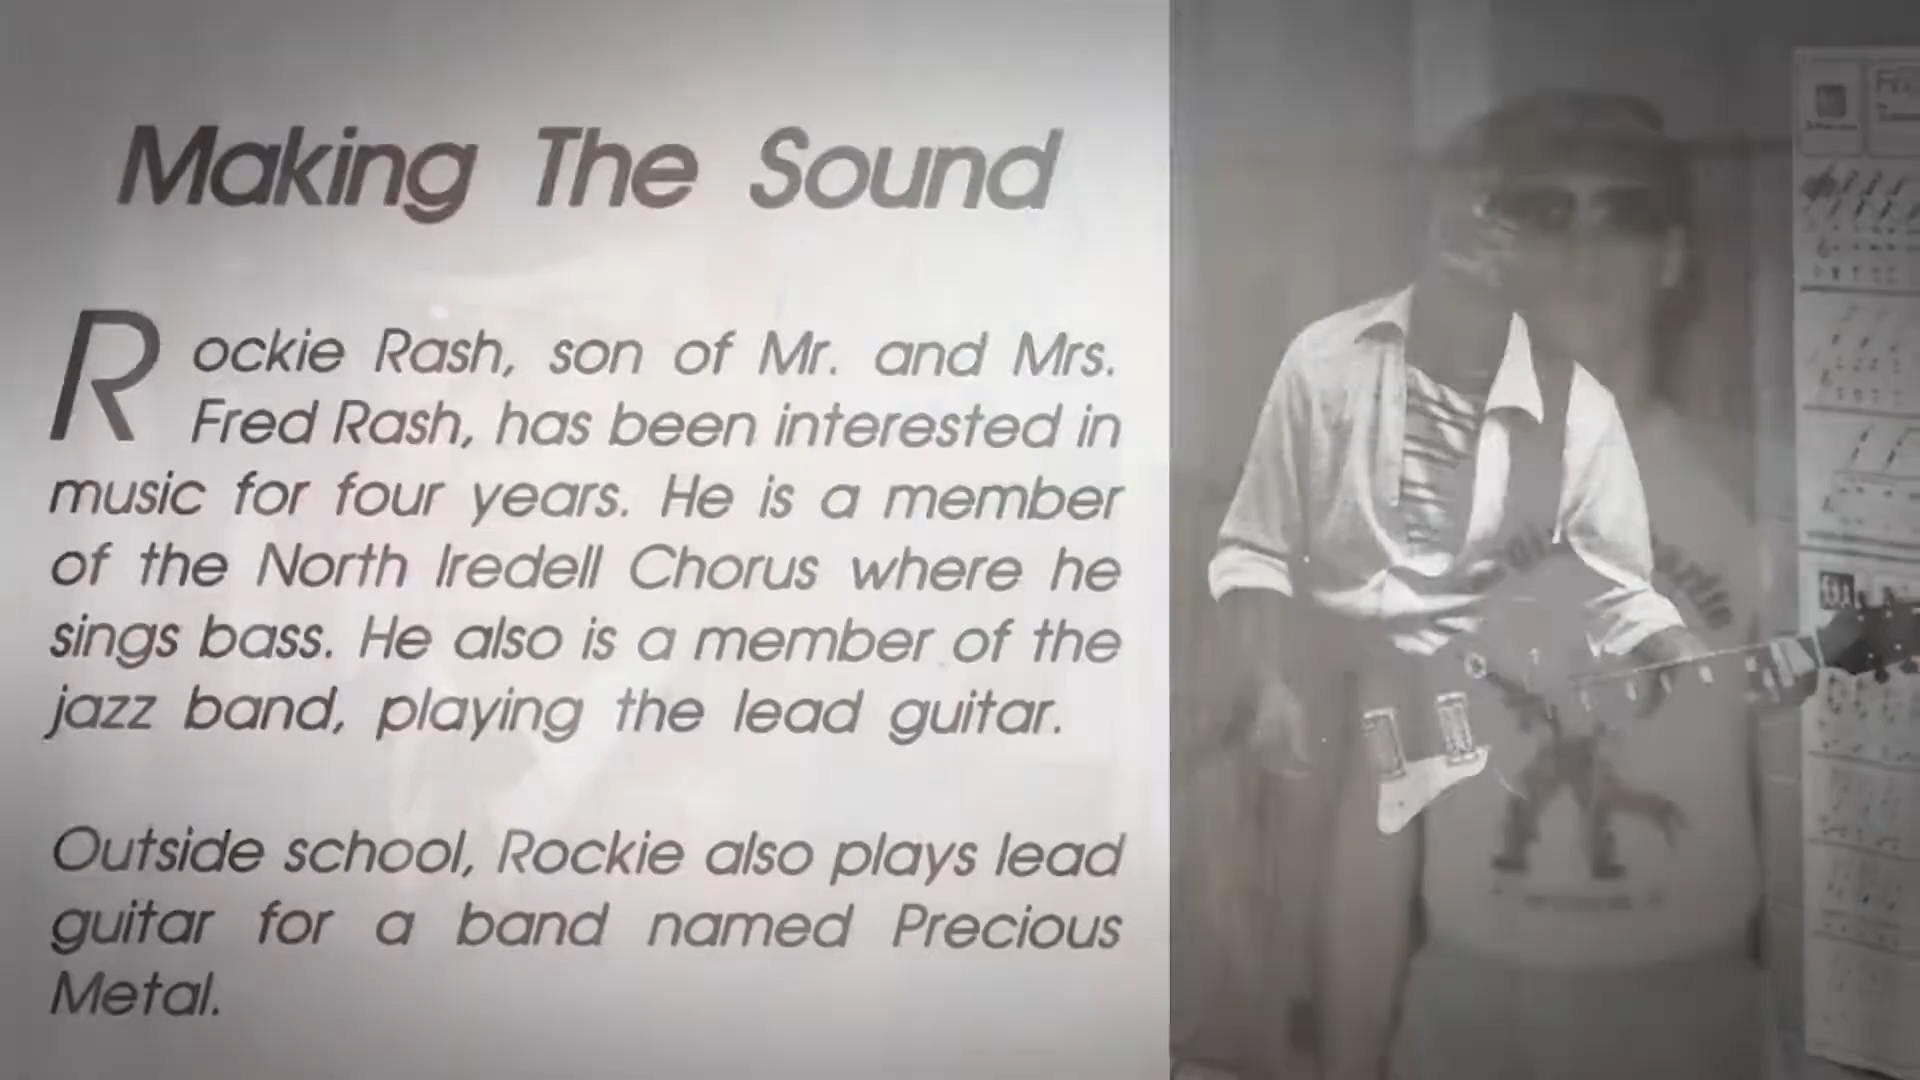 Making The Sound
Rockie Rash, son of Mr. and Mrs.
Fred Rash, has been interested in
music for four years. He is a member
of the North Iredell Chorus where he
sings bass. He also is a member of the
jazz band, playing the lead guitar.
Outside school, Rockie also plays lead
guitar for a band named Precious
Metal.